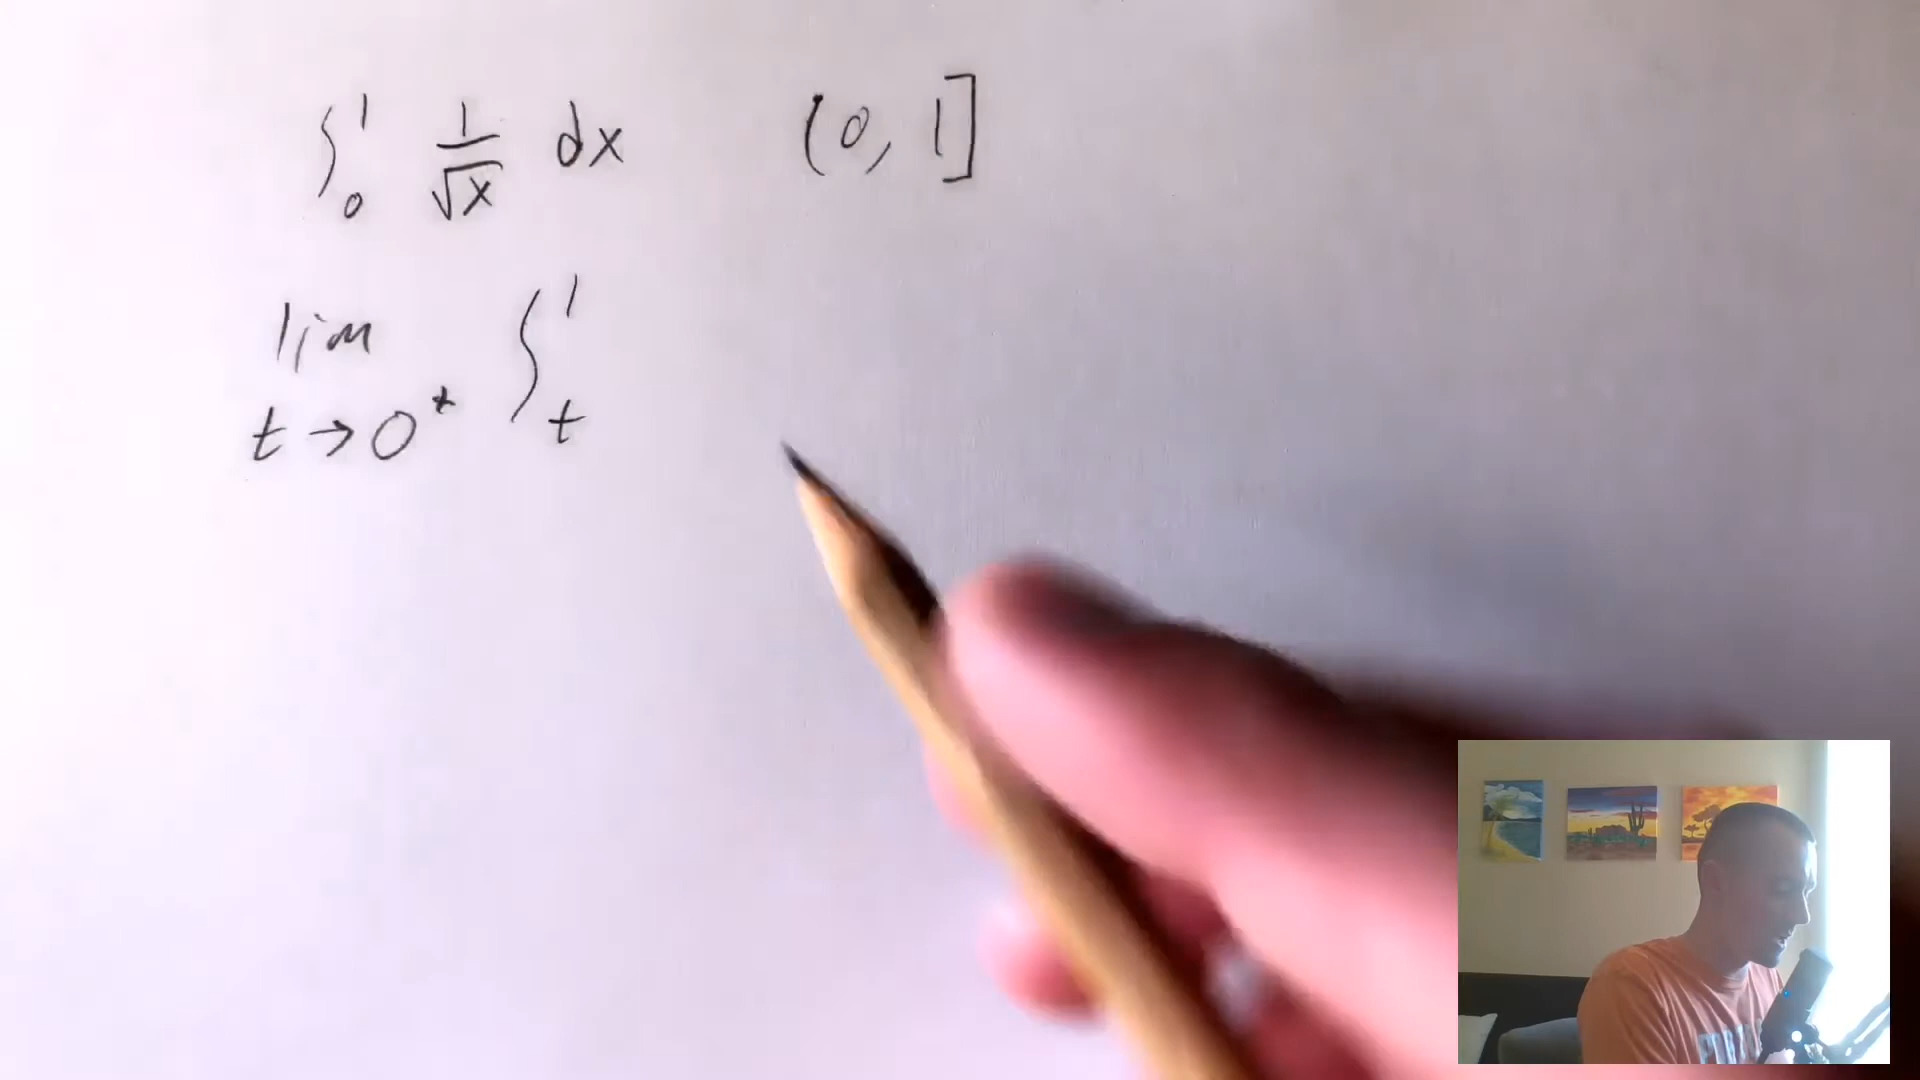 ∫₀¹ 1/√x dx (0, 1]
lim ∫ₜ¹
t → 0⁺